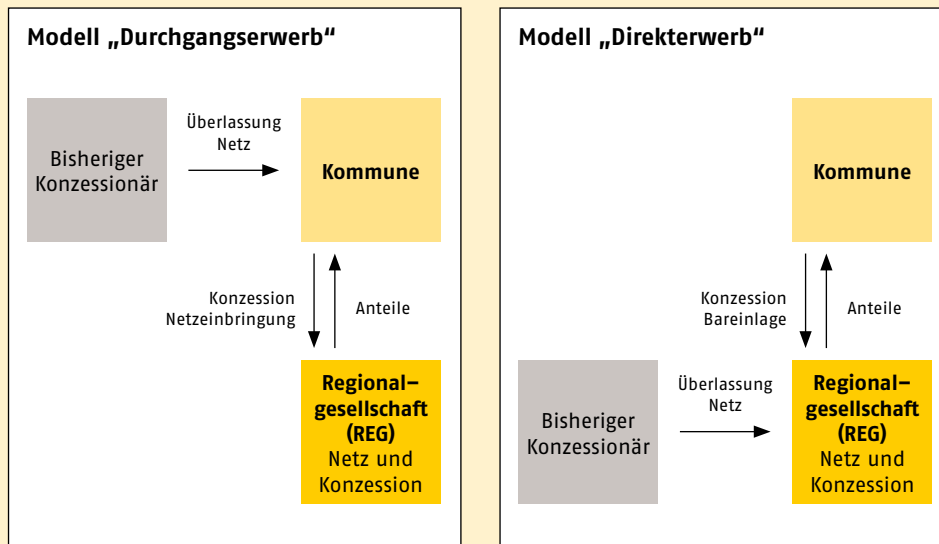 Modell „Durchgangserwerb“
Bisheriger
Konzessionär
Überlassung
Netz
Kommune
Konzession
Netzeinbringung
Anteile
Regional–
gesellschaft
(REG)
Netz und
Konzession
Modell „Direkterwerb“
Kommune
Konzession
Bareinlage
Anteile
Bisheriger
Konzessionär
Überlassung
Netz
Regional–
gesellschaft
(REG)
Netz und
Konzession